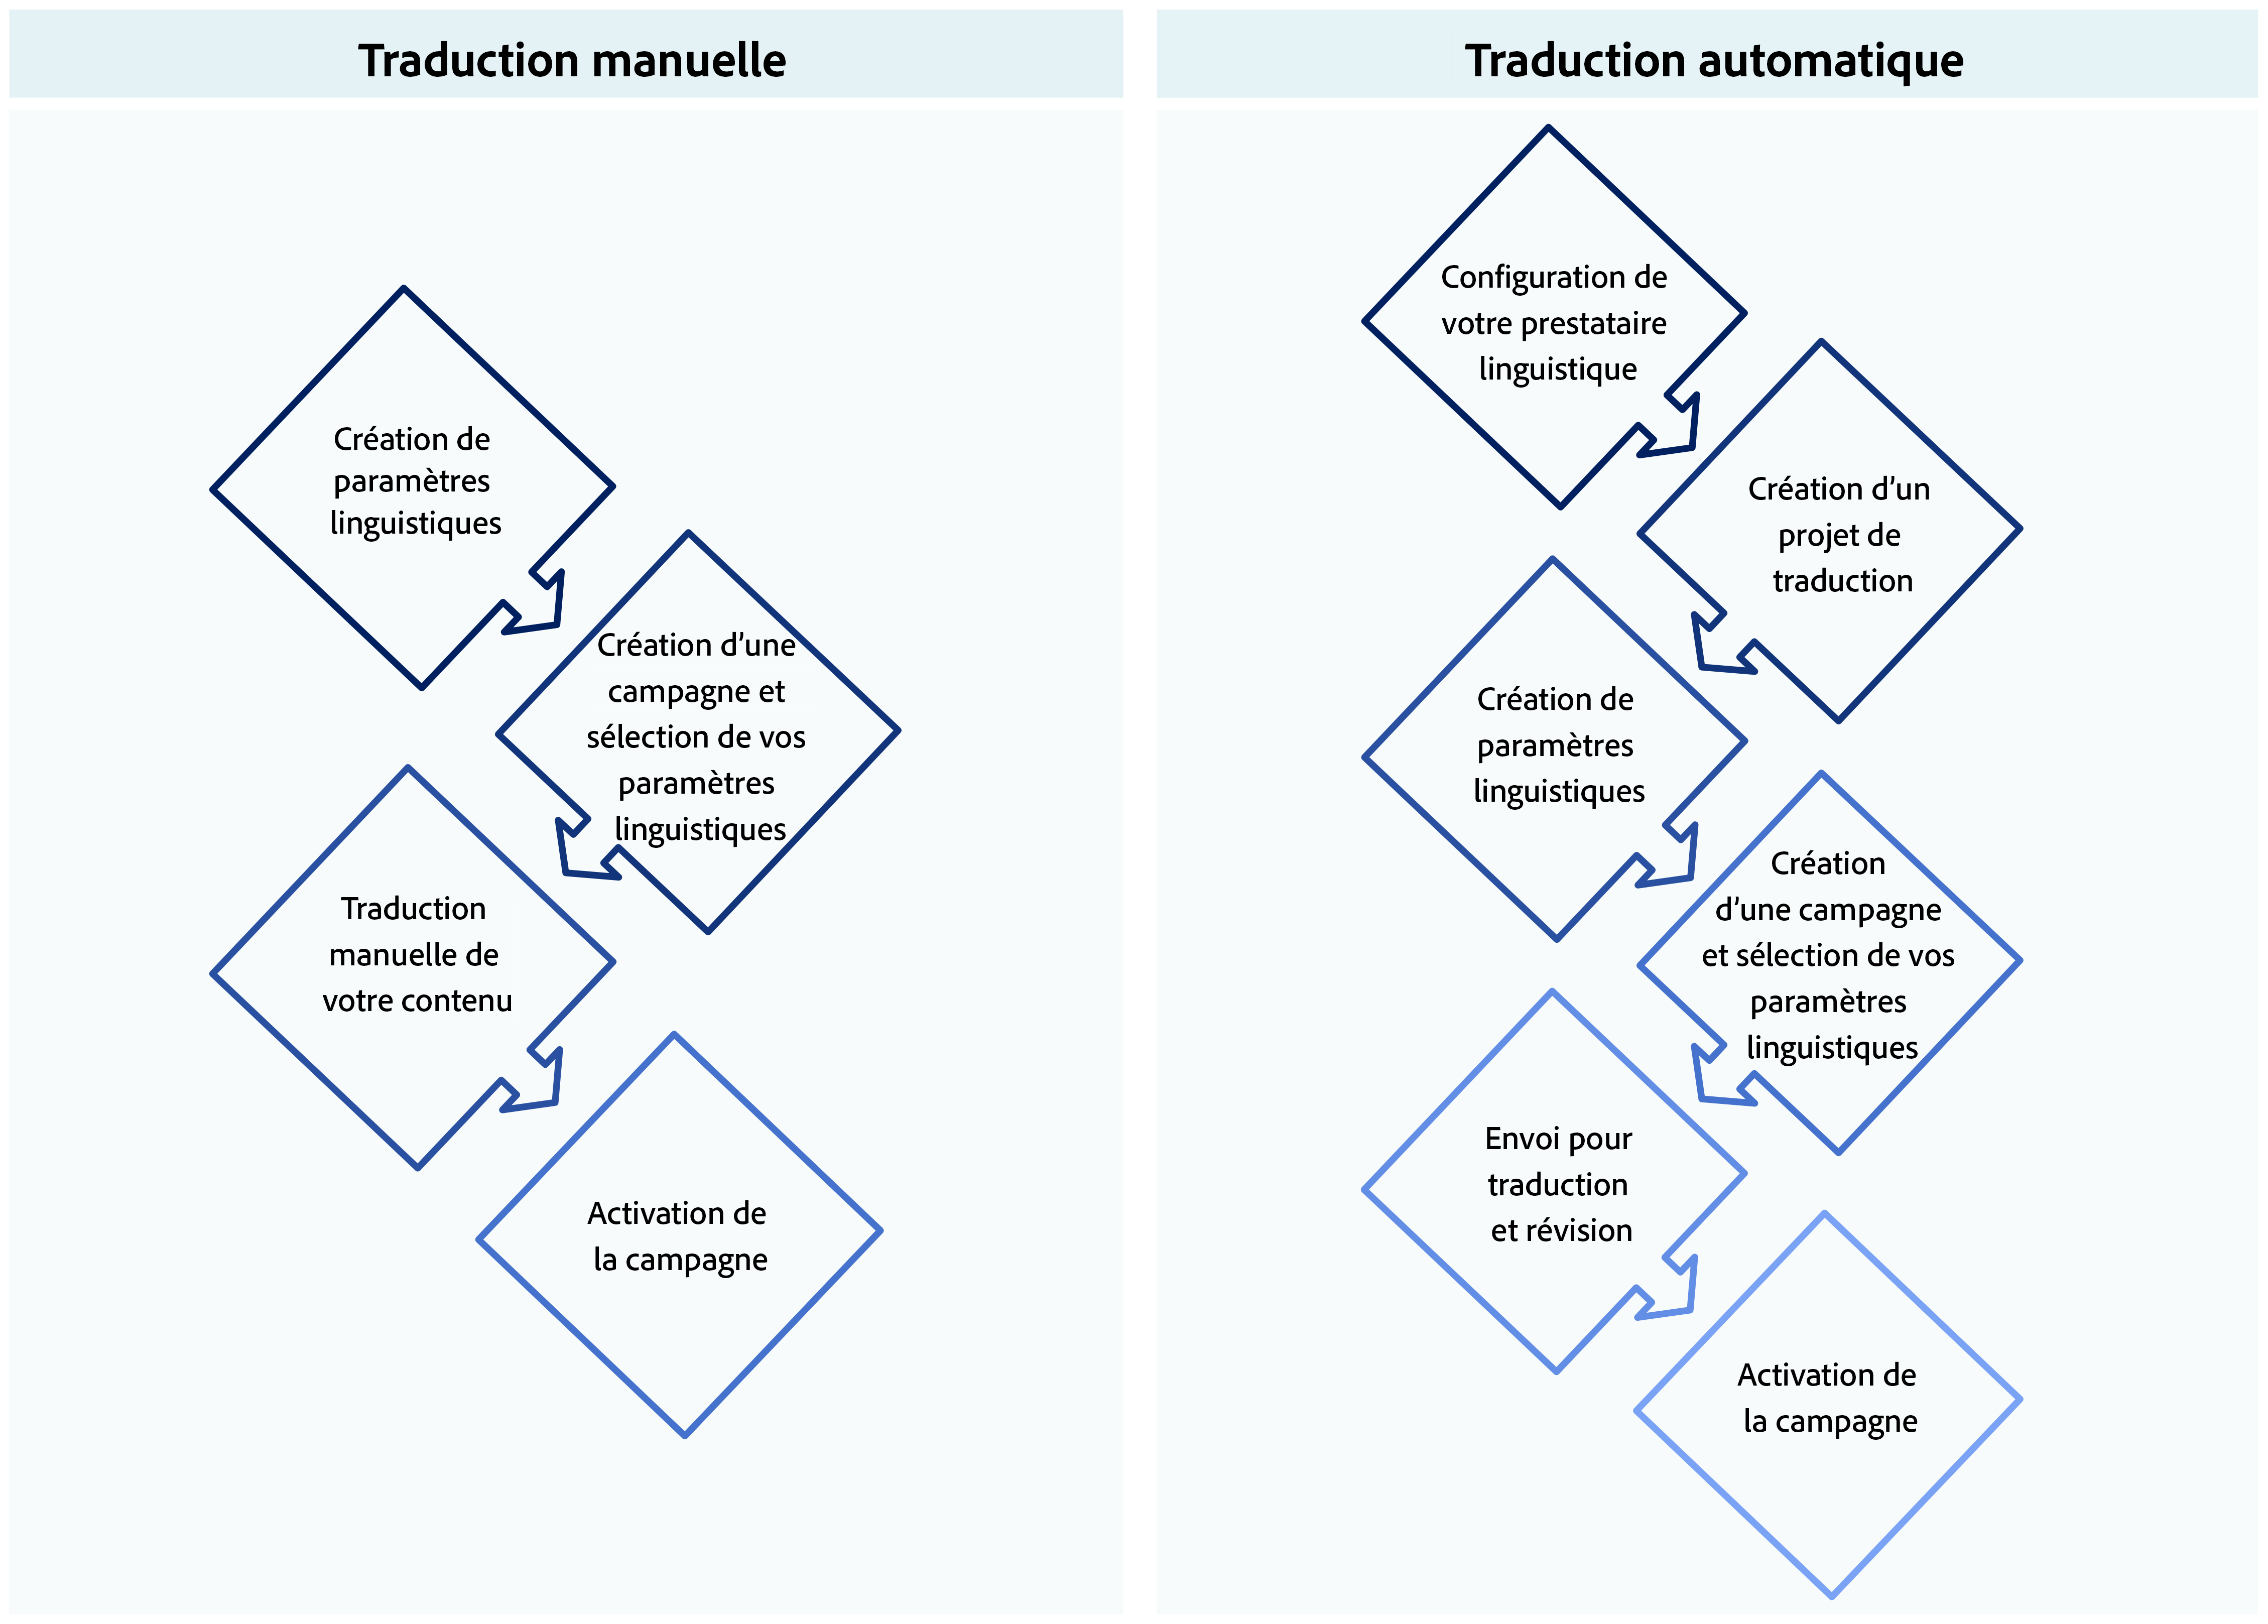 Traduction manuelle
Création de
paramètres
linguistiques
Création d’une
campagne et
sélection de vos
paramètres
linguistiques
Traduction
manuelle de
votre contenu
Activation de
la campagne
Traduction automatique
Configuration de
votre prestataire
linguistique
Création d’un
projet de
traduction
Création de
paramètres
linguistiques
Création
d’une campagne
et sélection de vos
paramètres
linguistiques
Envoi pour
traduction
et révision
Activation de
la campagne